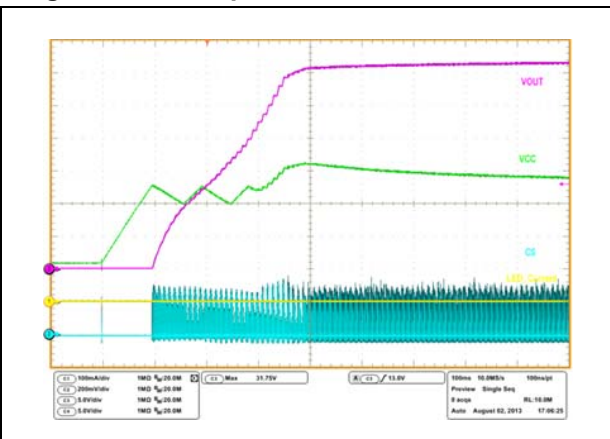 VOUT
VCC
CS
LED Current
C1 100mA/div 1MΩ BW:20.0M
C2 200mV/div 1MΩ BW:20.0M
C3 5.0V/div 1MΩ BW:20.0M
C4 5.0V/div 1MΩ BW:20.0M
C3 Max 31.75V
A C3 13.0V
100ms 10.0MS/s 100ns/pt
Preview Single Seq
0 acqs RL:10.0M
Auto August 02, 2013 17:06:25